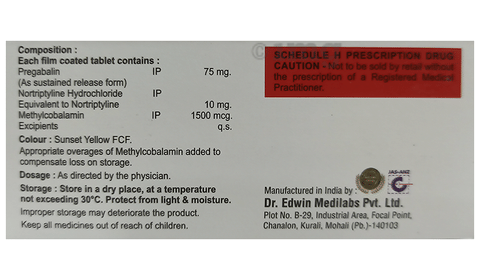 Composition :
Each film coated tablet contains :
Pregabalin IP 75 mg.
(As sustained release form)
Nortriptyline Hydrochloride IP
Equivalent to Nortriptyline 10 mg.
Methylcobalamin IP 1500 mcg.
Excipients q.s.
Colour : Sunset Yellow FCF.
Appropriate overages of Methylcobalamin added to
compensate loss on storage.
Dosage : As directed by the physician.
Storage : Store in a dry place, at a temperature
not exceeding 30°C. Protect from light & moisture.
Improper storage may deteriorate the product.
Keep all medicines out of reach of children.
SCHEDULE H PRESCRIPTION DRUG
CAUTION - Not to be sold by retail without
the prescription of a Registered Medical
Practitioner.
JAS-ANZ
Manufactured in India by :
Dr. Edwin Medilabs Pvt. Ltd.
Plot No. B-29, Industrial Area, Focal Point,
Chanalon, Kurali, Mohali (Pb.)-140103